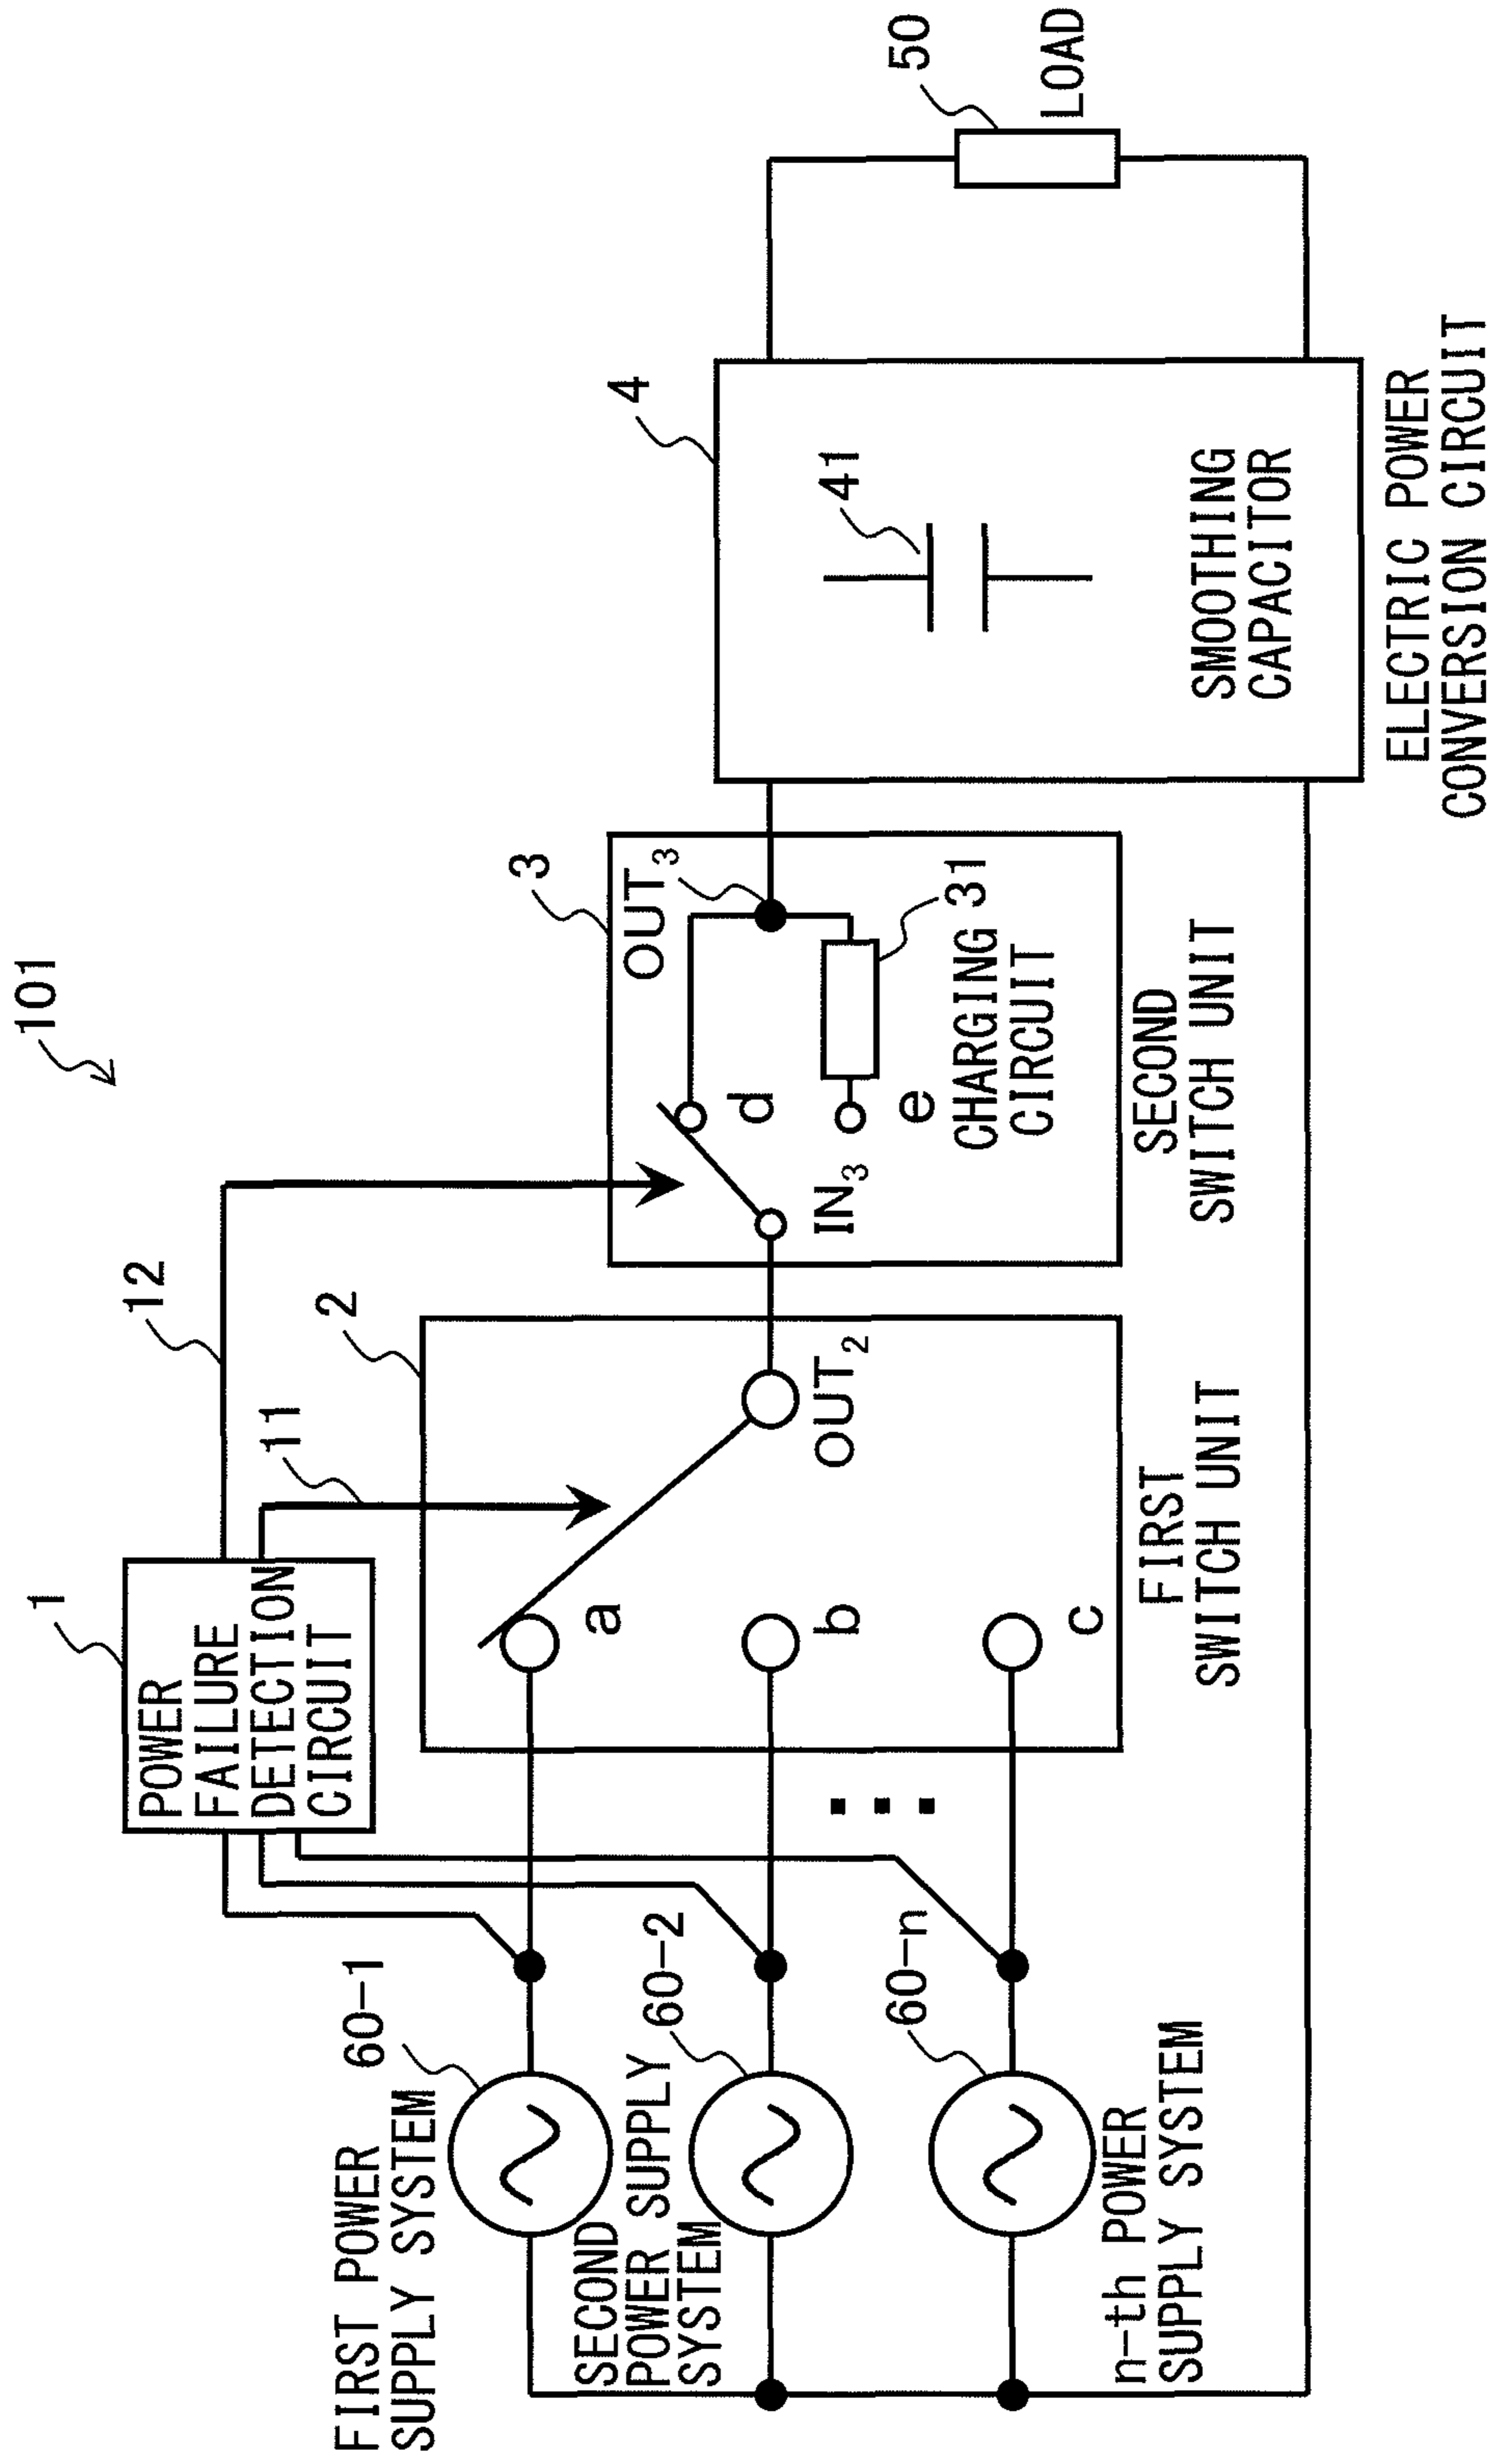 101
1
POWER
FAILURE
DETECTION
CIRCUIT
12
11
2
3
4
41
50
LOAD
FIRST POWER
SUPPLY SYSTEM
60-1
SECOND
POWER SUPPLY
SYSTEM
60-2
n-th POWER
SUPPLY SYSTEM
60-n
a
b
c
OUT2
FIRST
SWITCH UNIT
IN3
d
e
OUT3
31
CHARGING
CIRCUIT
SECOND
SWITCH UNIT
SMOOTHING
CAPACITOR
ELECTRIC POWER
CONVERSION CIRCUIT